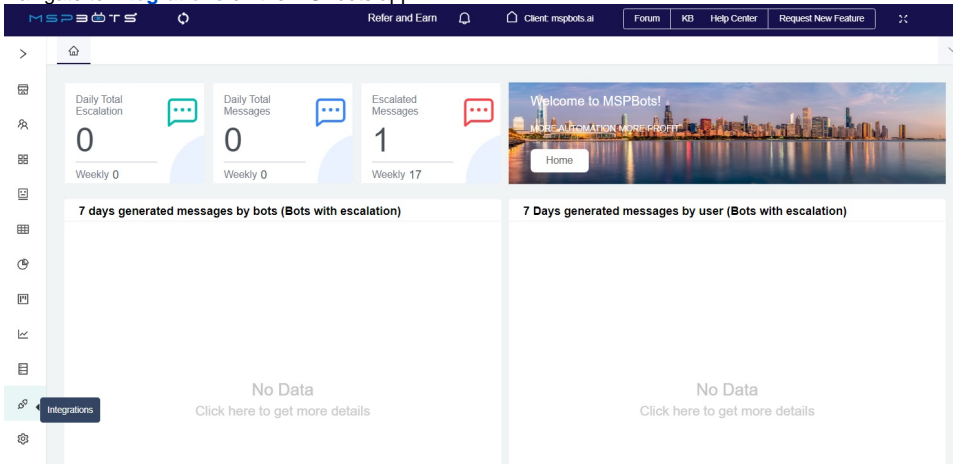 MSPBOTS
Refer and Earn
Client: mspbots.ai
Forum
KB
Help Center
Request New Feature
Daily Total
Escalation
0
Weekly 0
Daily Total
Messages
0
Weekly 0
Escalated
Messages
1
Weekly 17
Welcome to MSPBots!
MORE AUTOMATION MORE PROFIT
Home
7 days generated messages by bots (Bots with escalation)
No Data
Click here to get more details
7 Days generated messages by user (Bots with escalation)
No Data
Click here to get more details
Integrations